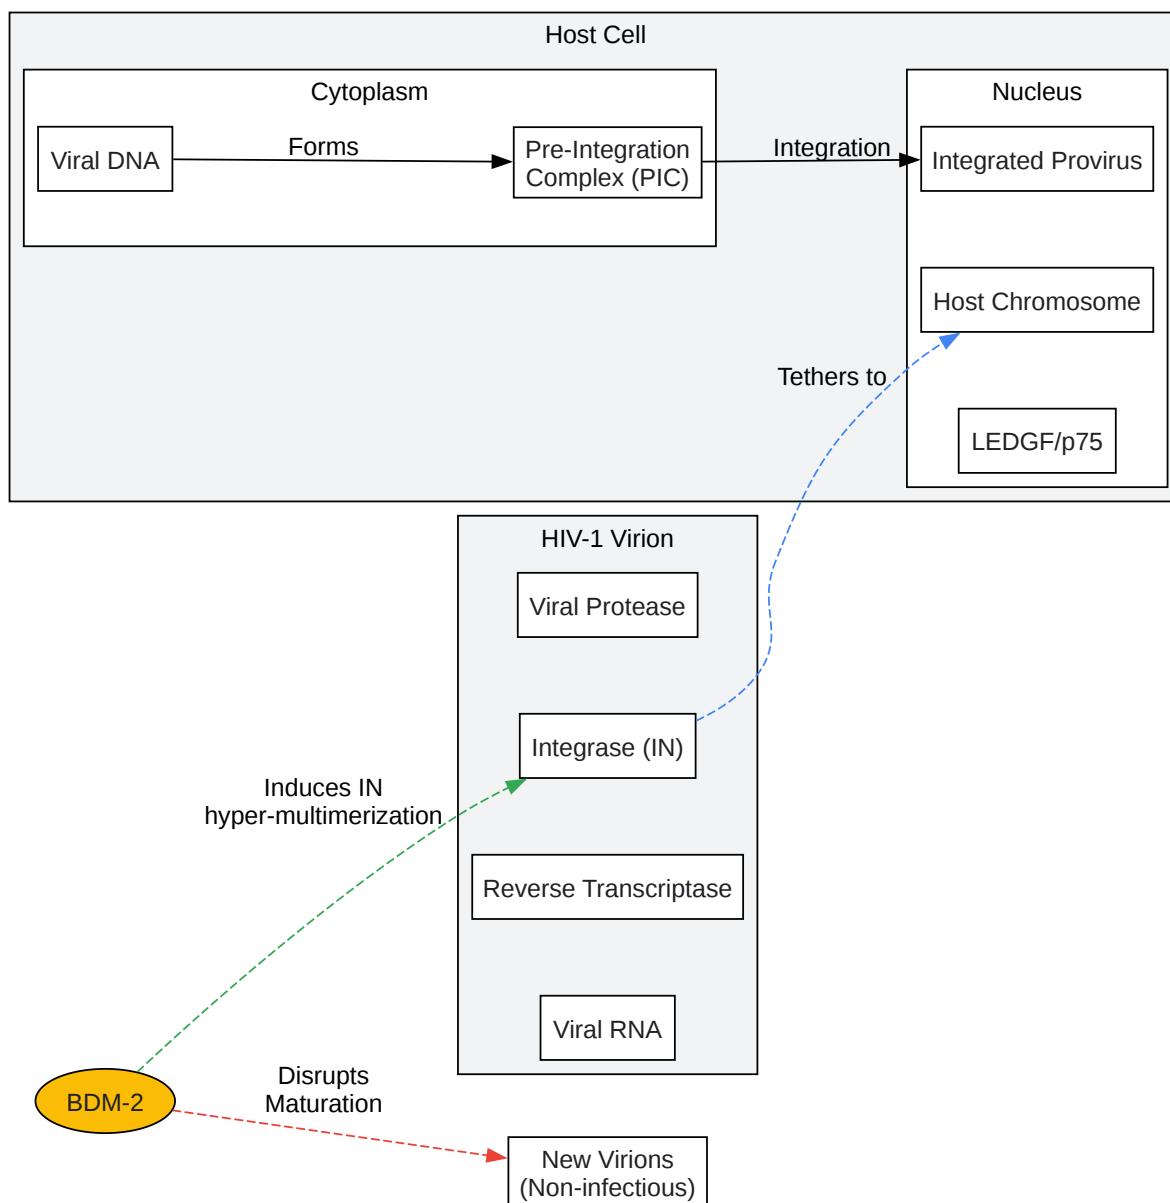 Host Cell
Cytoplasm
Nucleus
Viral DNA
Forms
Pre-Integration
Complex (PIC)
Integration
Integrated Provirus
Host Chromosome
Tethers to
LEDGF/p75
HIV-1 Virion
Viral Protease
Integrase (IN)
Induces IN
hyper-multimerization
Reverse Transcriptase
Viral RNA
BDM-2
Disrupts
Maturation
New Virions
(Non-infectious)